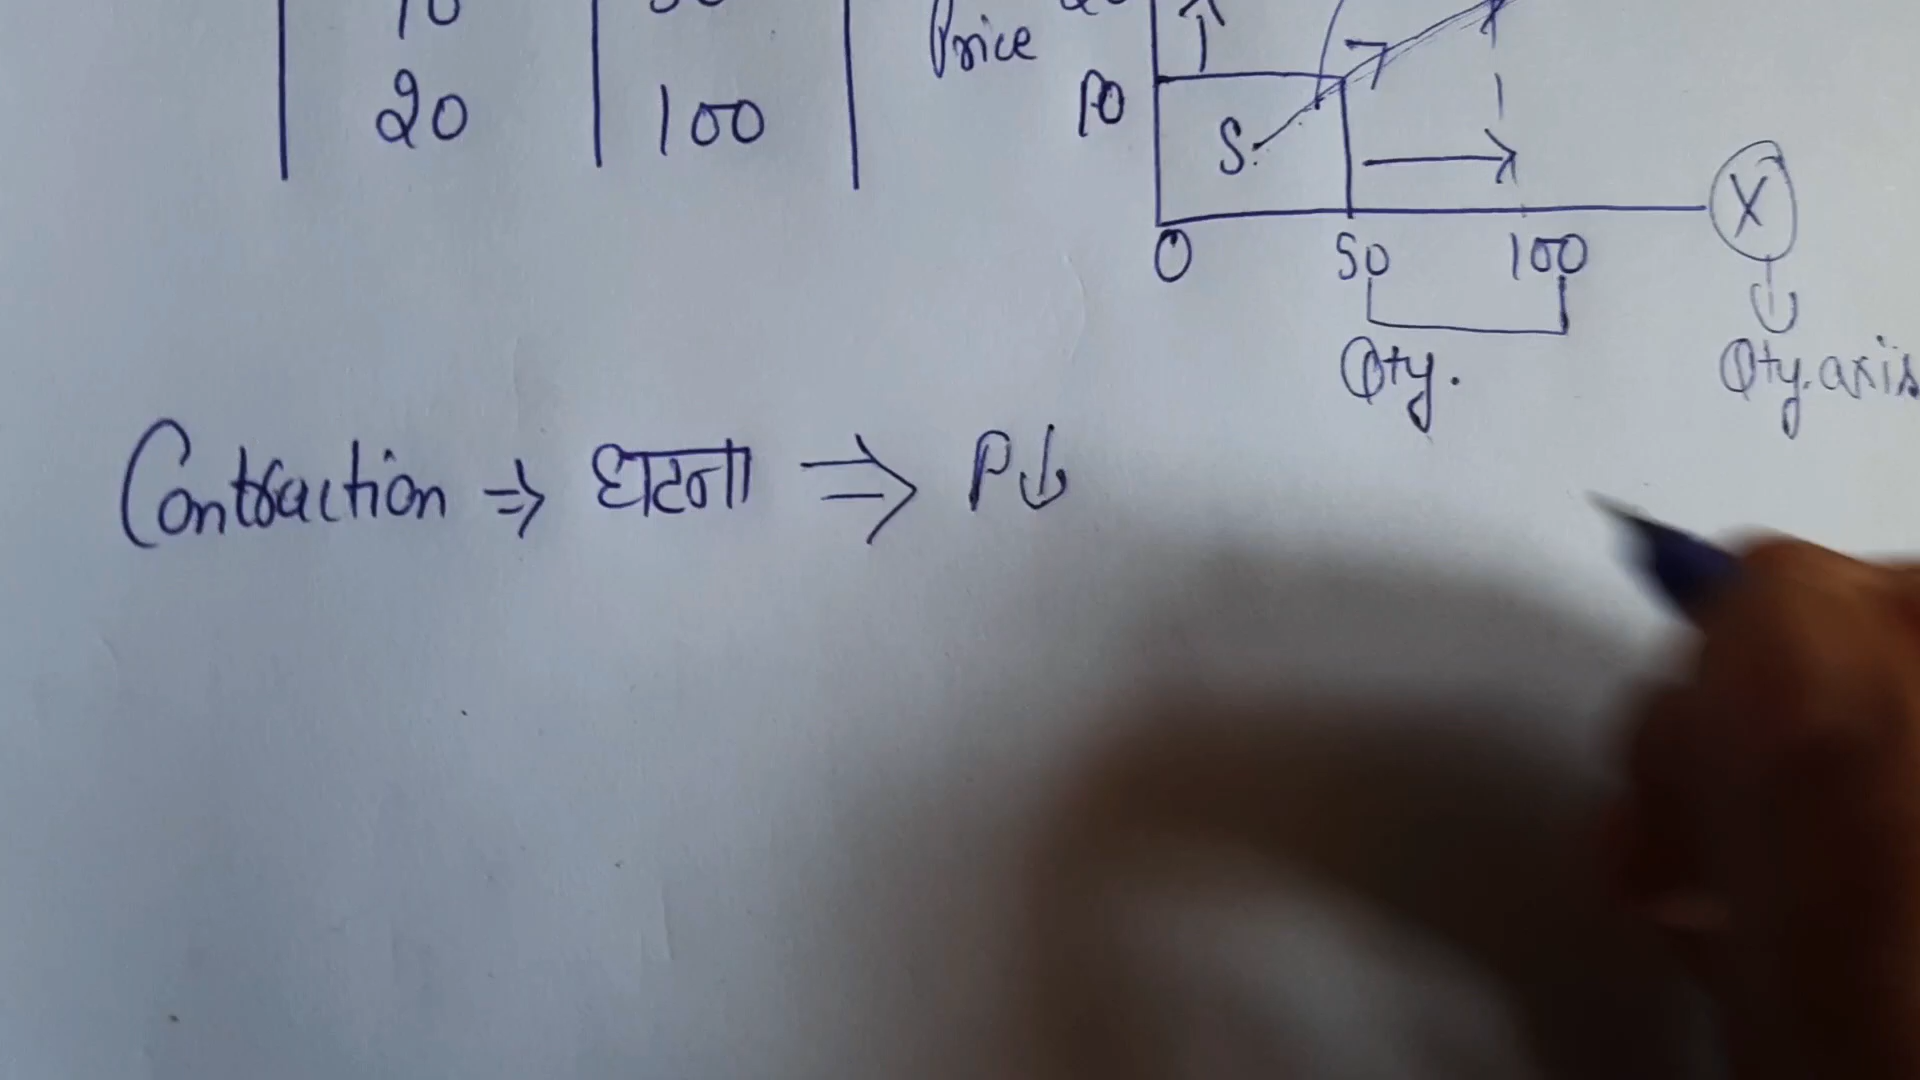 Price
10
20 100
S
0 50 100 X
Qty. Qty. axis
Contraction ⇒ घटना ⇒ P↓